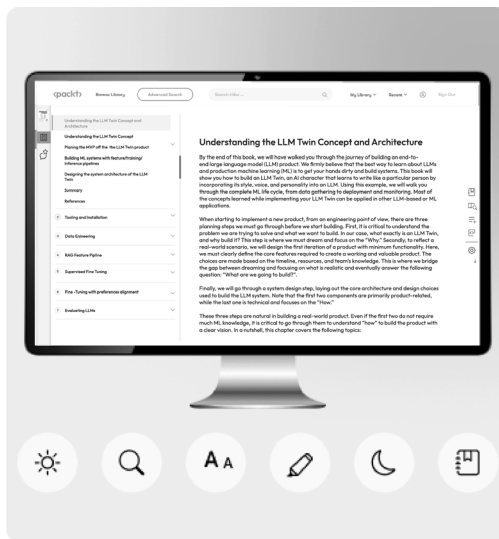 <packt>
Browse Library
Advanced Search
Search titles...
My Library
Recent
Sign Out
Understanding the LLM Twin Concept and
Architecture
Understanding the LLM Twin Concept
Planing the MVP off the the LLM Twin product
Building ML systems with feature/training/
inference pipelines
Designing the system architecture of the LLM
Twin
Summary
References
Tooling and Installation
Data Enineering
RAG Feature Pipline
Supervised Fine Tuning
Fine -Tuning with preferences alignment
Evaluating LLMs
Understanding the LLM Twin Concept and Architecture
By the end of this book, we will have walked you through the journey of building an end-to-
end large language model (LLM) product. We firmly believe that the best way to learn about LLMs
and production machine learning (ML) is to get your hands dirty and build systems. This book will
show you how to build an LLM Twin, an AI character that learns to write like a particular person by
incorporating its style, voice, and personality into an LLM. Using this example, we will walk you
through the complete ML life cycle, from data gathering to deployment and monitoring. Most of
the concepts learned while implementing your LLM Twin can be applied in other LLM-based or ML
applications.
When starting to implement a new product, from an engineering point of view, there are three
planning steps we must go through before we start building. First, it is critical to understand the
problem we are trying to solve and what we want to build. In our case, what exactly is an LLM Twin,
and why build it? This step is where we must dream and focus on the "Why." Secondly, to reflect a
real-world scenario, we will design the first iteration of a product with minimum functionality. Here,
we must clearly define the core features required to create a working and valuable product. The
choices are made based on the timeline, resources, and team's knowledge. This is where we bridge
the gap between dreaming and focusing on what is realistic and eventually answer the following
question: "What are we going to build?".
Finally, we will go through a system design step, laying out the core architecture and design choices
used to build the LLM system. Note that the first two components are primarily product-related,
while the last one is technical and focuses on the "How."
These three steps are natural in building a real-world product. Even if the first two do not require
much ML knowledge, it is critical to go through them to understand "how" to build the product with
a clear vision. In a nutshell, this chapter covers the following topics:
A A